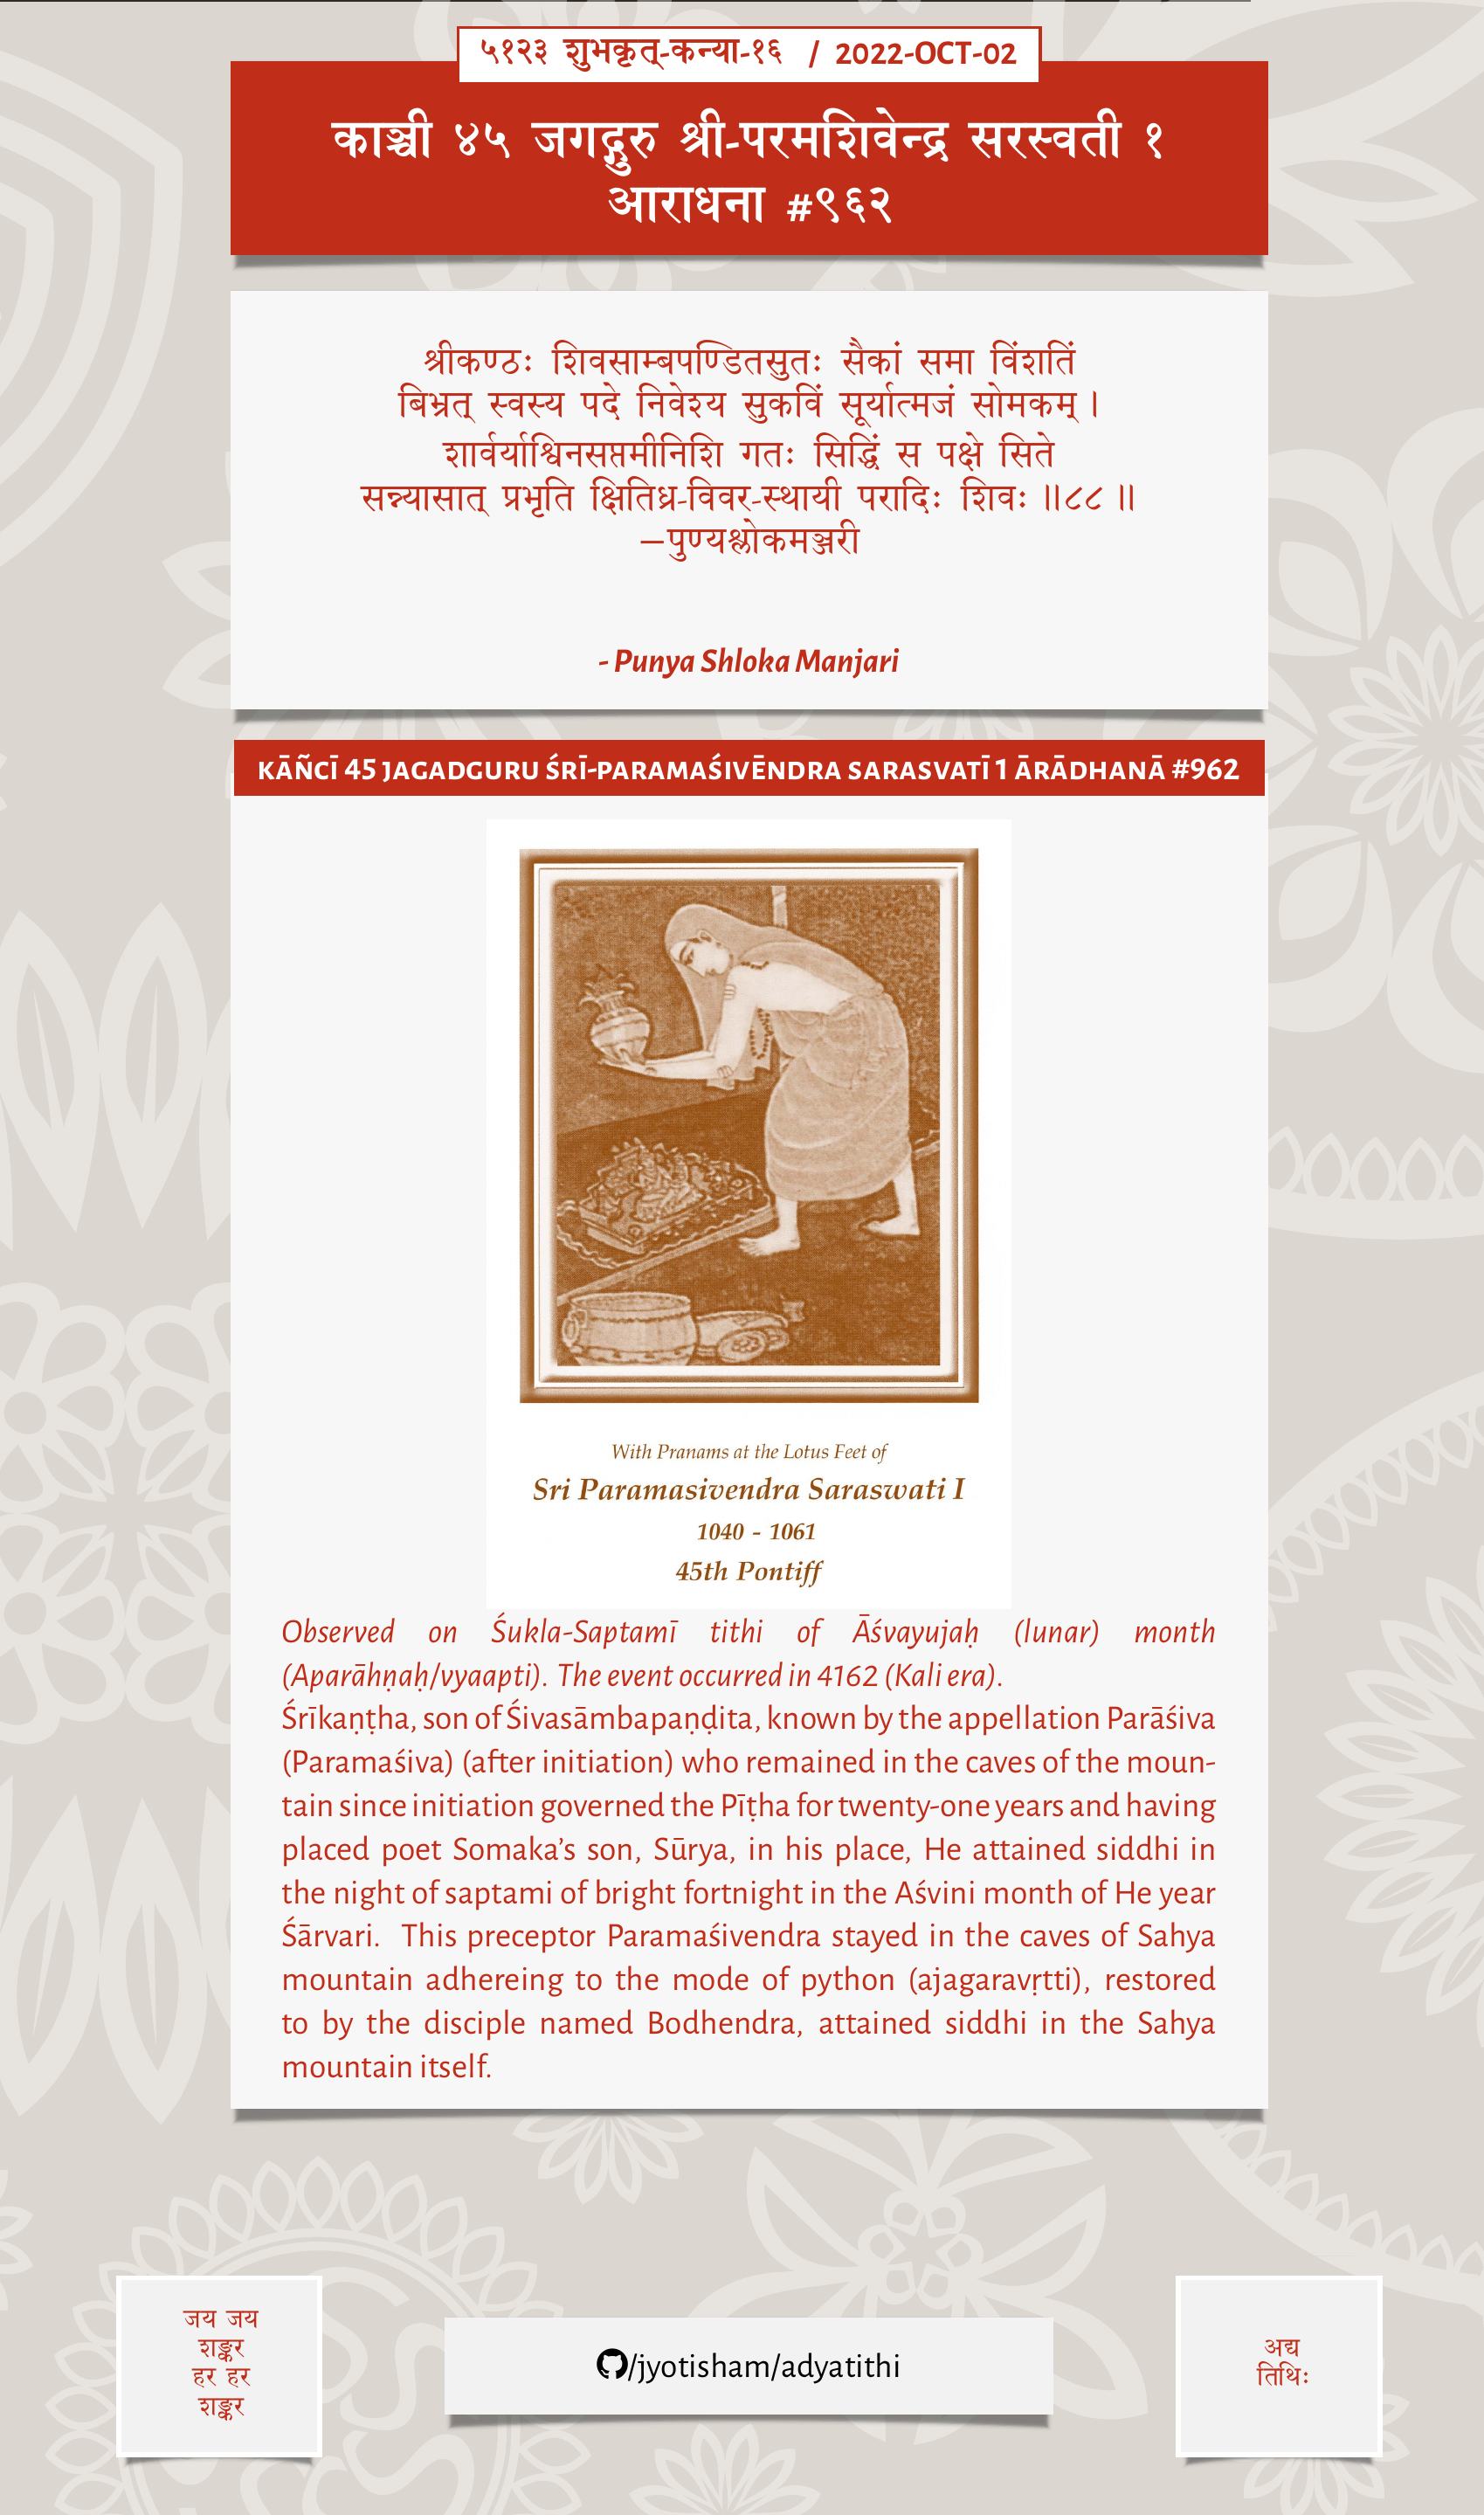 ५१२३ शुभकृत्-कन्या-१६ / 2022-OCT-02
काञ्ची ४५ जगद्गुरु श्री-परमशिवेन्द्र सरस्वती १
आराधना #९६२
श्रीकण्ठः शिवसाम्बपण्डितसुतः सैकां समा विंशतिं
बिभ्रत् स्वस्य पदे निवेश्य सुकविं सूर्यात्मजं सोमकम्।
शार्वर्याश्विनसप्तमीनिशि गतः सिद्धिं स पक्षे सिते
सन्न्यासात् प्रभृति क्षितिध्र-विवर-स्थायी परादिः शिवः॥८८॥
—पुण्यश्लोकमञ्जरी
- Punya Shloka Manjari
KĀÑCĪ 45 JAGADGURU ŚRĪ-PARAMAŚIVĒNDRA SARASVATĪ 1 ĀRĀDHANĀ #962
With Pranams at the Lotus Feet of
Sri Paramasivendra Saraswati I
1040 - 1061
45th Pontiff
Observed on Śukla-Saptamī tithi of Āśvayujaḥ (lunar) month
(Aparāhṇaḥ/vyaapti). The event occurred in 4162 (Kali era).
Śrīkaṇṭha, son of Śivasāmbapaṇḍita, known by the appellation Parāśiva
(Paramaśiva) (after initiation) who remained in the caves of the moun-
tain since initiation governed the Pīṭha for twenty-one years and having
placed poet Somaka's son, Sūrya, in his place, He attained siddhi in
the night of saptami of bright fortnight in the Aśvini month of He year
Śārvari. This preceptor Paramaśivendra stayed in the caves of Sahya
mountain adhereing to the mode of python (ajagaravṛtti), restored
to by the disciple named Bodhendra, attained siddhi in the Sahya
mountain itself.
जय जय
शङ्कर
हर हर
शङ्कर
/jyotisham/adyatithi
अद्य
तिथिः